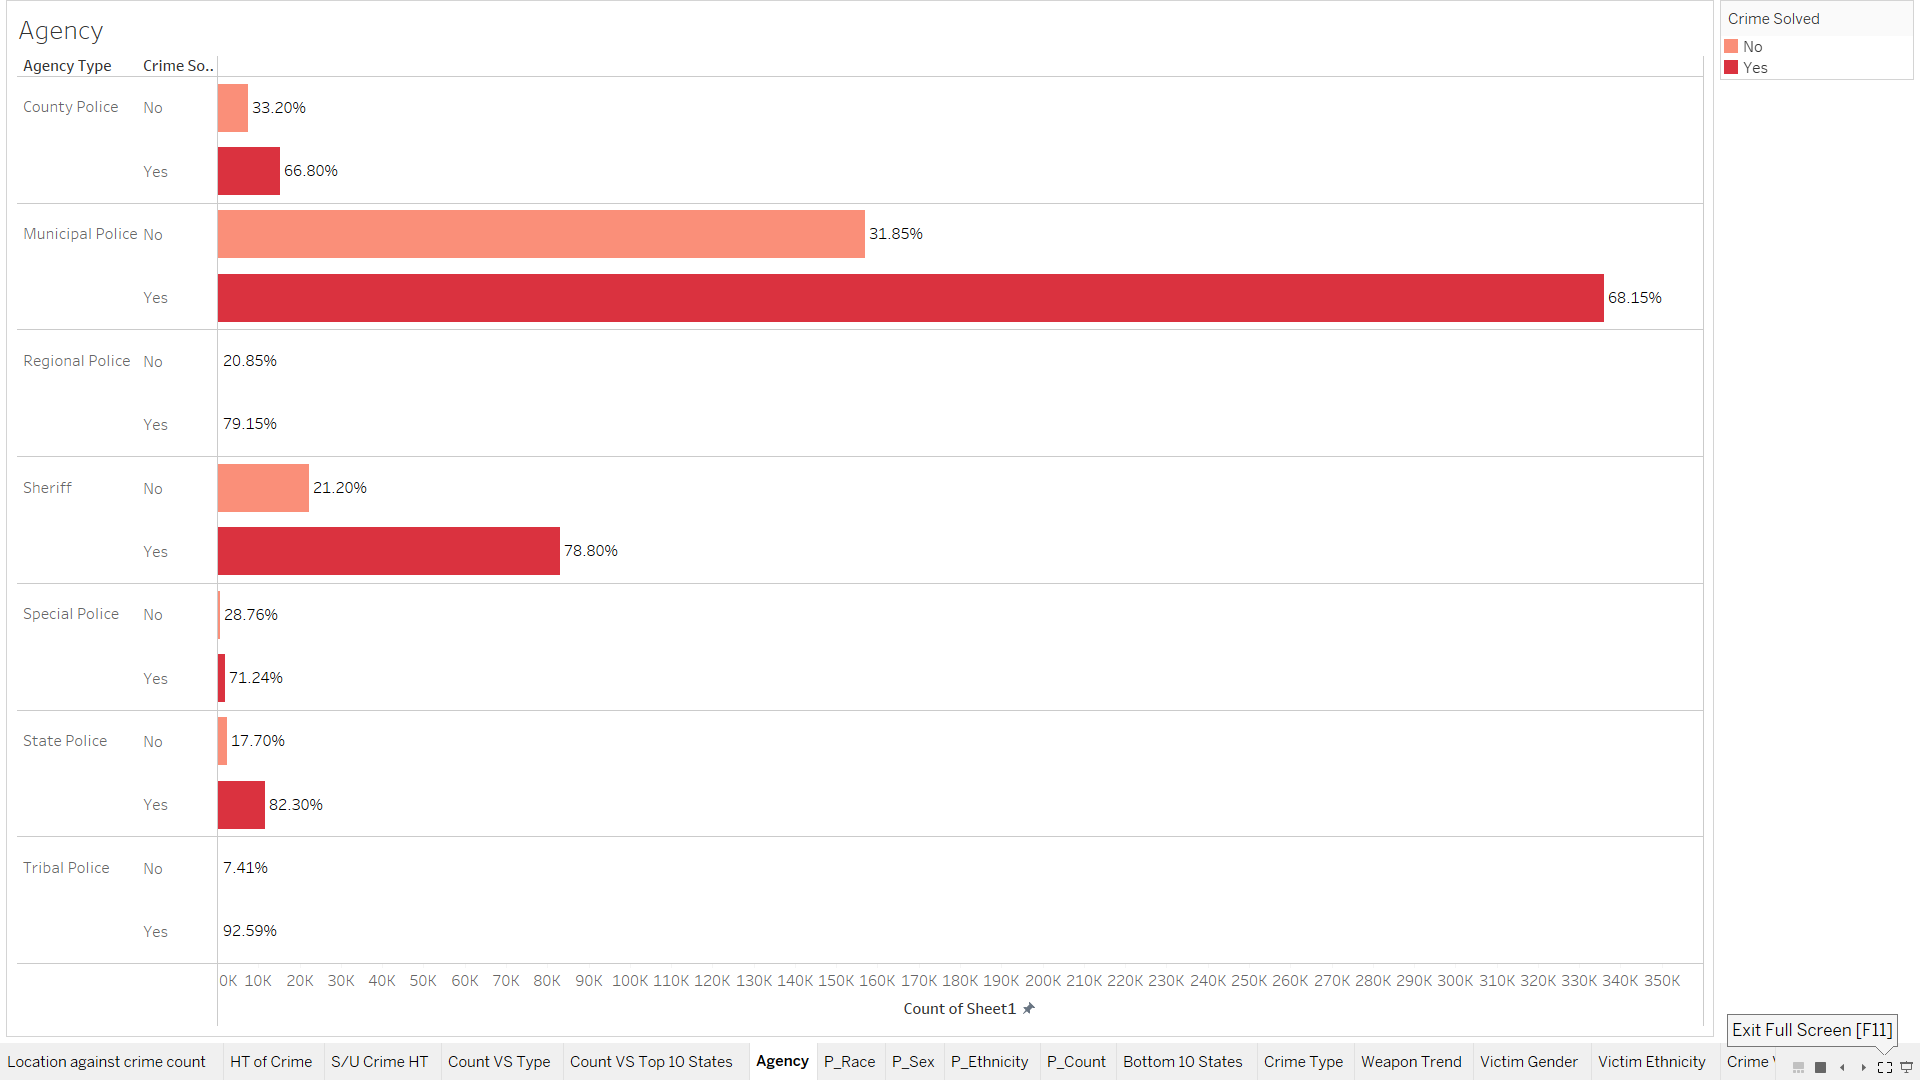 Agency
Agency Type Crime So..
County Police No 33.20%
Yes 66.80%
Municipal Police No 31.85%
Yes 68.15%
Regional Police No 20.85%
Yes 79.15%
Sheriff No 21.20%
Yes 78.80%
Special Police No 28.76%
Yes 71.24%
State Police No 17.70%
Yes 82.30%
Tribal Police No 7.41%
Yes 92.59%
0K 10K 20K 30K 40K 50K 60K 70K 80K 90K 100K 110K 120K 130K 140K 150K 160K 170K 180K 190K 200K 210K 220K 230K 240K 250K 260K 270K 280K 290K 300K 310K 320K 330K 340K 350K
Count of Sheet1
Crime Solved
No
Yes
Exit Full Screen [F11]
Location against crime count HT of Crime S/U Crime HT Count VS Type Count VS Top 10 States Agency P_Race P_Sex P_Ethnicity P_Count Bottom 10 States Crime Type Weapon Trend Victim Gender Victim Ethnicity Crime